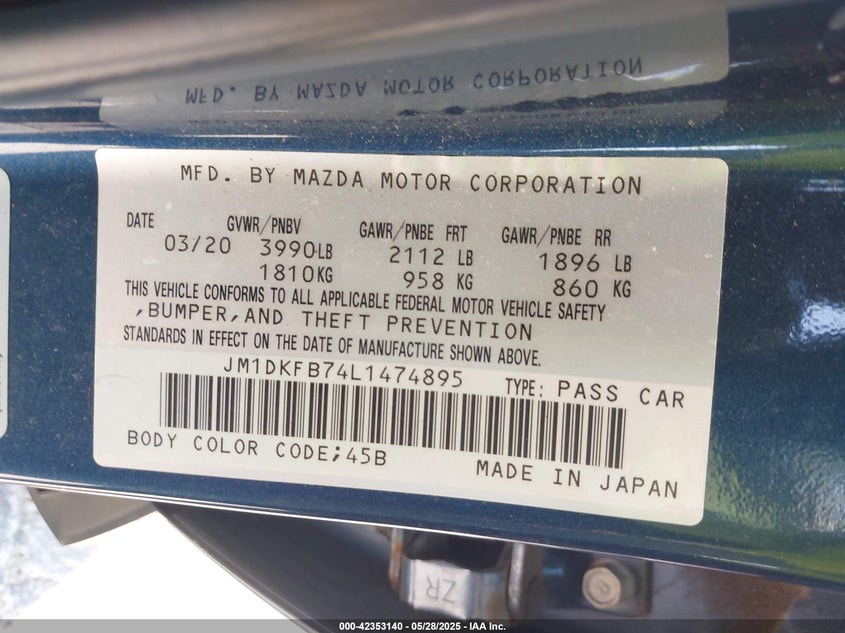 MFD. BY MAZDA MOTOR CORPORATION
MFD. BY MAZDA MOTOR CORPORATION
DATE GVWR/PNBV GAWR/PNBE FRT GAWR/PNBE RR
03/20 3990LB 2112 LB 1896 LB
1810KG 958 KG 860 KG
THIS VEHICLE CONFORMS TO ALL APPLICABLE FEDERAL MOTOR VEHICLE SAFETY
,BUMPER,AND THEFT PREVENTION
STANDARDS IN EFFECT ON THE DATE OF MANUFACTURE SHOWN ABOVE.
JM1DKFB74L1474895 TYPE: PASS CAR
BODY COLOR CODE;45B MADE IN JAPAN
ZR
000-42353140 - 05/28/2025 - IAA Inc.